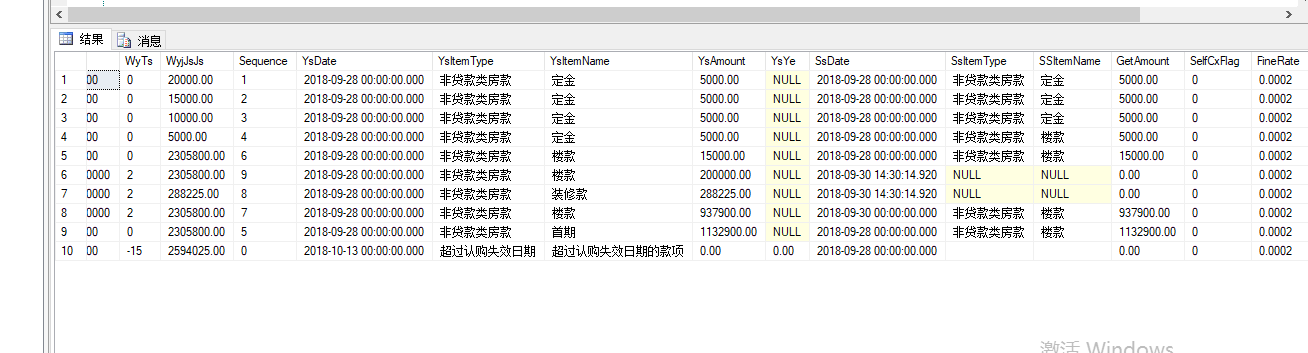 结果 消息
WyTs WyjJsJs Sequence YsDate YsItemType YsItemName YsAmount YsYe SsDate SsItemType SSItemName GetAmount SelfCxFlag FineRate
1 00 0 20000.00 1 2018-09-28 00:00:00.000 非贷款类房款 定金 5000.00 NULL 2018-09-28 00:00:00.000 非贷款类房款 定金 5000.00 0 0.0002
2 00 0 15000.00 2 2018-09-28 00:00:00.000 非贷款类房款 定金 5000.00 NULL 2018-09-28 00:00:00.000 非贷款类房款 定金 5000.00 0 0.0002
3 00 0 10000.00 3 2018-09-28 00:00:00.000 非贷款类房款 定金 5000.00 NULL 2018-09-28 00:00:00.000 非贷款类房款 定金 5000.00 0 0.0002
4 00 0 5000.00 4 2018-09-28 00:00:00.000 非贷款类房款 定金 5000.00 NULL 2018-09-28 00:00:00.000 非贷款类房款 楼款 5000.00 0 0.0002
5 00 0 2305800.00 6 2018-09-28 00:00:00.000 非贷款类房款 楼款 15000.00 NULL 2018-09-28 00:00:00.000 非贷款类房款 楼款 15000.00 0 0.0002
6 0000 2 2305800.00 9 2018-09-28 00:00:00.000 非贷款类房款 楼款 200000.00 NULL 2018-09-30 14:30:14.920 NULL NULL 0.00 0 0.0002
7 0000 2 288225.00 8 2018-09-28 00:00:00.000 非贷款类房款 装修款 288225.00 NULL 2018-09-30 14:30:14.920 NULL NULL 0.00 0 0.0002
8 0000 2 2305800.00 7 2018-09-28 00:00:00.000 非贷款类房款 楼款 937900.00 NULL 2018-09-30 00:00:00.000 非贷款类房款 楼款 937900.00 0 0.0002
9 00 0 2305800.00 5 2018-09-28 00:00:00.000 非贷款类房款 首期 1132900.00 NULL 2018-09-28 00:00:00.000 非贷款类房款 楼款 1132900.00 0 0.0002
10 00 -15 2594025.00 0 2018-10-13 00:00:00.000 超过认购失效日期 超过认购失效日期的款项 0.00 0.00 2018-09-28 00:00:00.000 0.00 0 0.0002
激活 Windows